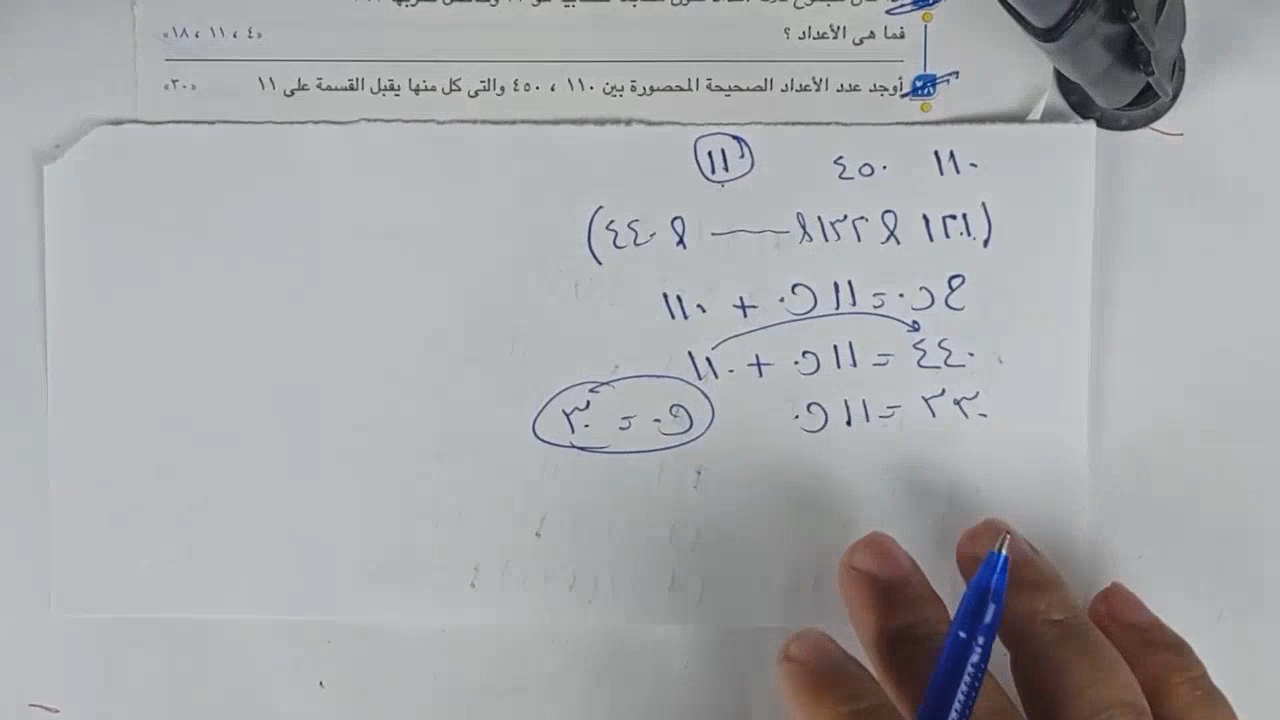 فما هى الأعداد ؟ «٤ ، ١١ ، ١٨»
أوجد عدد الأعداد الصحيحة المحصورة بين ١١٠ ، ٤٥٠ والتى كل منها يقبل القسمة على ١١ «٣٠»
١١٠ ٤٥٠ ١١
(١٢١ ، ١٣٢ ، ــــ ، ٤٤٠)
ح ن = ١١ ن + ١١٠
٤٤٠ = ١١ ن + ١١٠
٣٣٠ = ١١ ن ن = ٣٠